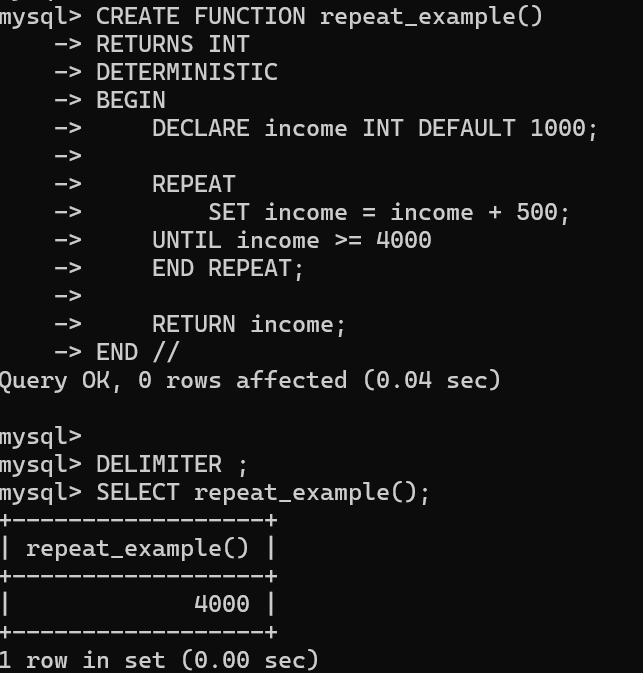 mysql> CREATE FUNCTION repeat_example()
    -> RETURNS INT
    -> DETERMINISTIC
    -> BEGIN
    ->     DECLARE income INT DEFAULT 1000;
    ->
    ->     REPEAT
    ->         SET income = income + 500;
    ->     UNTIL income >= 4000
    ->     END REPEAT;
    ->
    ->     RETURN income;
    -> END //
Query OK, 0 rows affected (0.04 sec)

mysql>
mysql> DELIMITER ;
mysql> SELECT repeat_example();
+------------------+
| repeat_example() |
+------------------+
|             4000 |
+------------------+
1 row in set (0.00 sec)